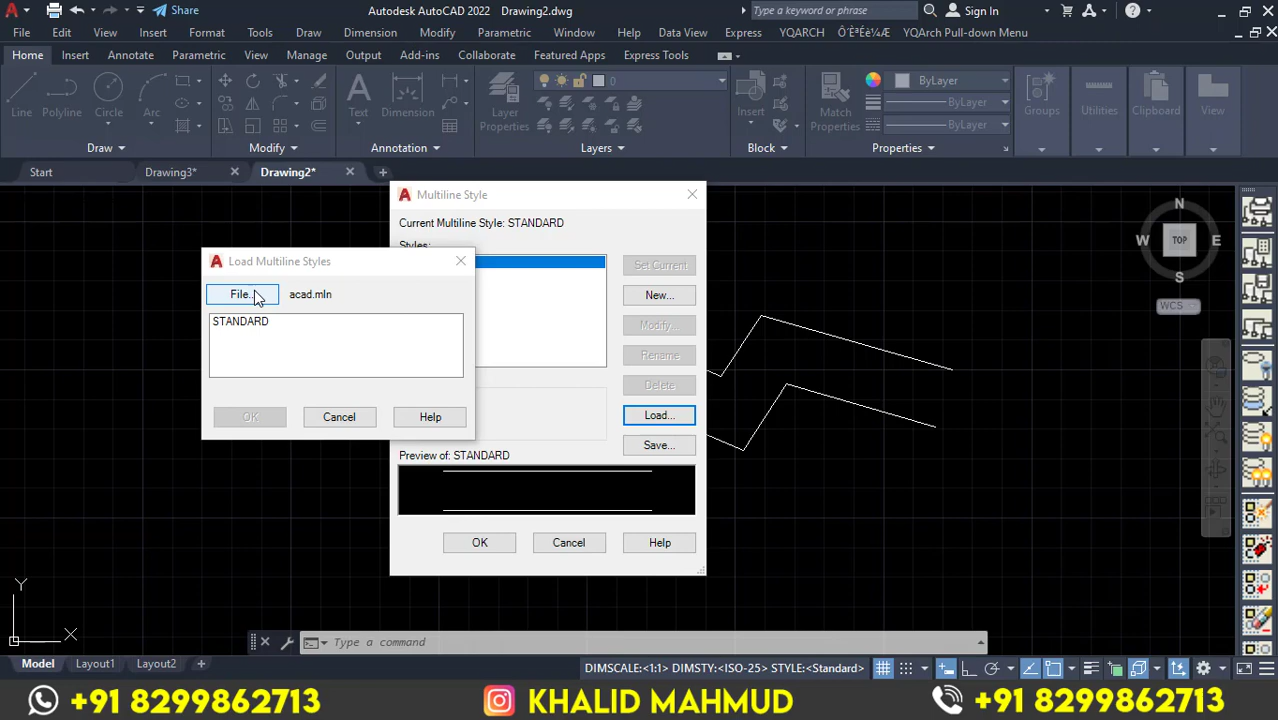 Share
Autodesk AutoCAD 2022 Drawing2.dwg
Type a keyword or phrase
Sign In
File Edit View Insert Format Tools Draw Dimension Modify Parametric Window Help Data View Express YQARCH Ô¨ÊªÉè¼Æ YQArch Pull-down Menu
Home Insert Annotate Parametric View Manage Output Add-ins Collaborate Featured Apps Express Tools
0
ByLayer
Line Polyline Circle Arc Text Dimension Layer Properties Insert Match Properties Groups Utilities Clipboard View
ByLayer
ByLayer
Draw Modify Annotation Layers Block Properties
Start Drawing3* Drawing2*
Multiline Style
Current Multiline Style: STANDARD
Styles:
Set Current
New...
Modify...
Rename
Delete
Load...
Save...
Preview of: STANDARD
OK Cancel Help
Load Multiline Styles
File... acad.mln
STANDARD
OK Cancel Help
N
W TOP E
S
WCS
Y
X
Type a command
Model Layout1 Layout2
DIMSCALE:<1:1> DIMSTY:<ISO-25> STYLE:<Standard>
+91 8299862713 KHALID MAHMUD +91 8299862713